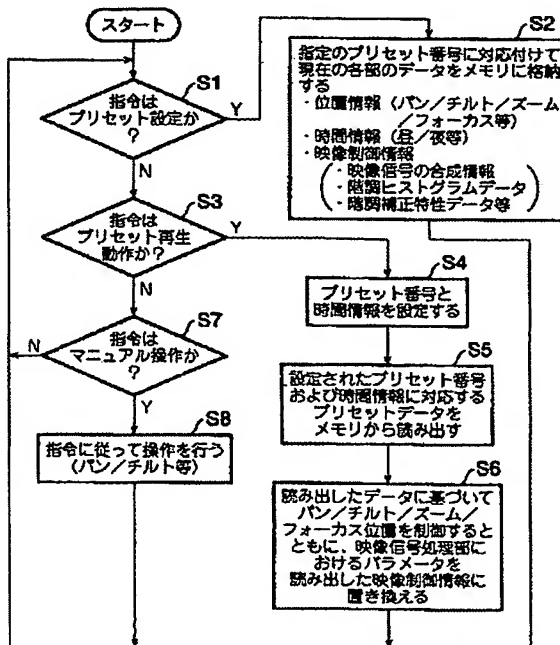 スタート
S1
指令は
プリセット設定か
?
Y
N
S2
指定のプリセット番号に対応付けて
現在の各部のデータをメモリに格納
する
・位置情報(パン/チルト/ズーム
/フォーカス等)
・時間情報(昼/夜等)
・映像制御情報
・映像信号の合成情報
・階調ヒストグラムデータ
・階調補正特性データ等
S3
指令は
プリセット再生
動作か?
Y
N
S4
プリセット番号と
時間情報を設定する
S5
設定されたプリセット番号
および時間情報に対応する
プリセットデータを
メモリから読み出す
S6
読み出したデータに基づいて
パン/チルト/ズーム/
フォーカス位置を制御すると
ともに、映像信号処理部に
おけるパラメータを
読み出した映像制御情報に
置き換える
S7
指令は
マニュアル操作か
?
N
Y
S8
指令に従って操作を行う
(パン/チルト等)